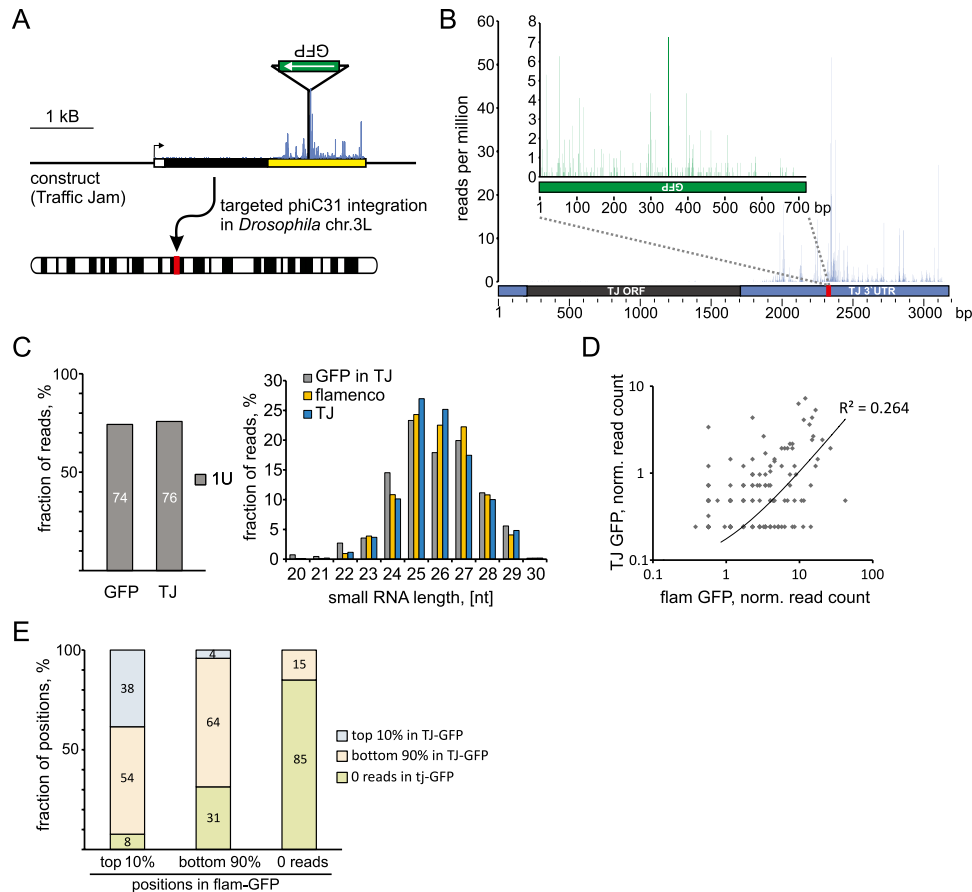 A
GFP
1 kB
construct
(Traffic Jam)
targeted phiC31 integration
in Drosophila chr.3L
B
reads per million
60
50
40
30
20
10
0
8
7
6
5
4
3
2
1
0
GFP
1 100 200 300 400 500 600 700 bp
TJ ORF
TJ 3`UTR
1 500 1000 1500 2000 2500 3000 bp
C
fraction of reads, %
100
50
74
76
GFP TJ
1U
fraction of reads, %
30
25
20
15
10
5
0
GFP in TJ
flamenco
TJ
20 21 22 23 24 25 26 27 28 29 30
small RNA length, [nt]
D
TJ GFP, norm. read count
10
1
0.1
R² = 0.264
0.1 1 10 100
flam GFP, norm. read count
E
fraction of positions, %
100
50
38
54
8
4
64
31
15
85
top 10% in TJ-GFP
bottom 90% in TJ-GFP
0 reads in tj-GFP
top 10% bottom 90% 0 reads
positions in flam-GFP